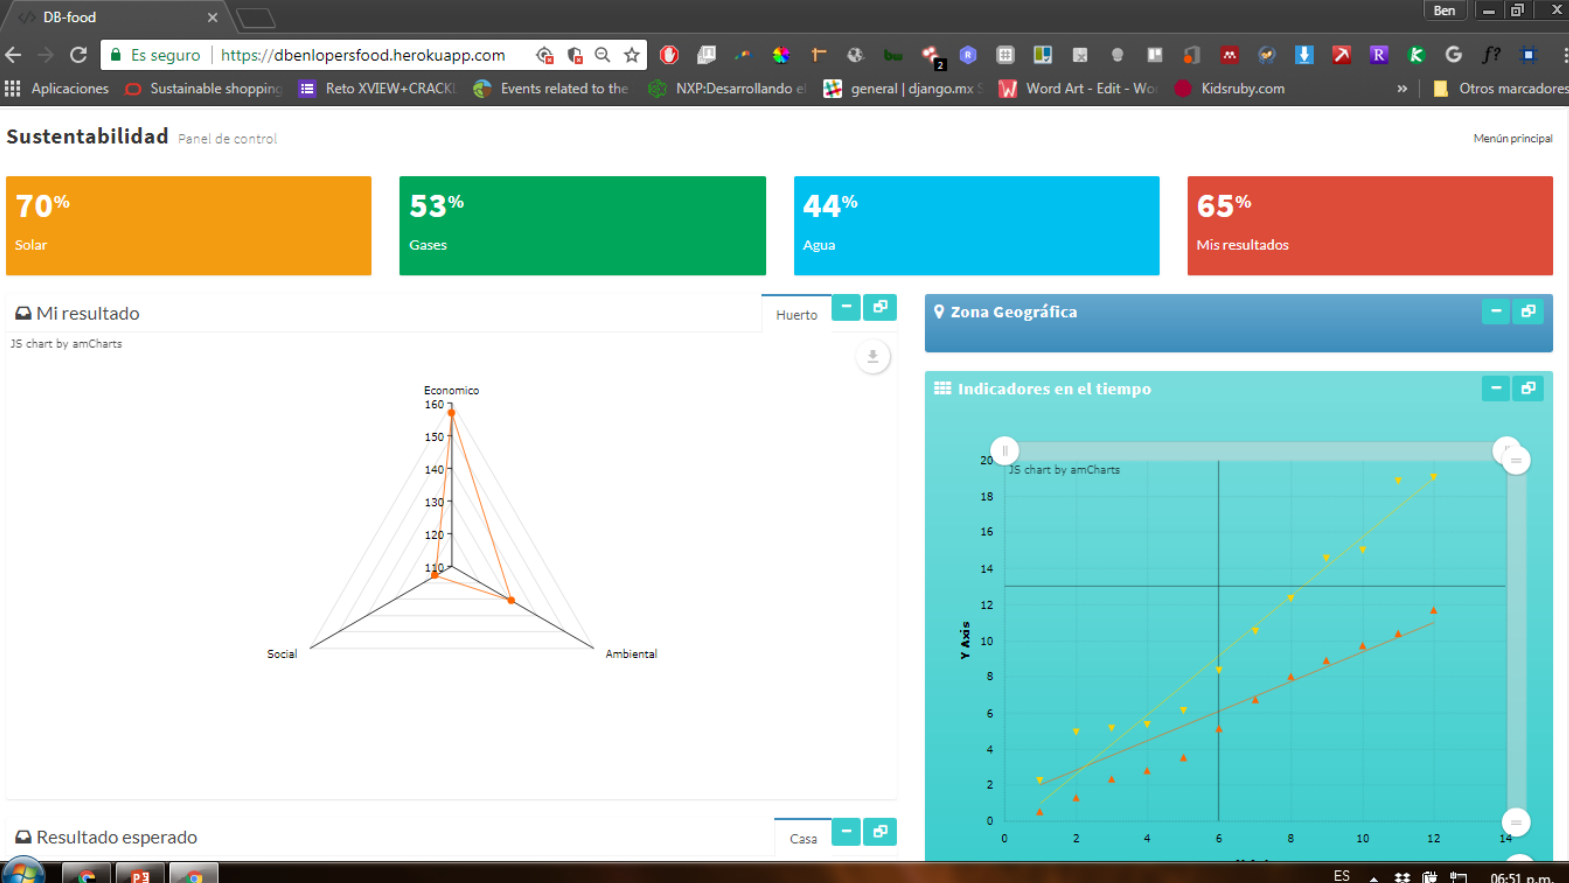 DB-food
Ben
Es seguro https://dbenlopersfood.herokuapp.com
2
Aplicaciones Sustainable shopping Reto XVIEW+CRACKL Events related to the NXP:Desarrollando el general | django.mx S Word Art - Edit - Wor Kidsruby.com » Otros marcadores
Sustentabilidad Panel de control
Menún principal
70%
Solar
53%
Gases
44%
Agua
65%
Mis resultados
Mi resultado
Huerto
JS chart by amCharts
Economico
160
150
140
130
120
110
Social
Ambiental
Zona Geográfica
Indicadores en el tiempo
JS chart by amCharts
20
18
16
14
12
10
8
6
4
2
0
Y Axis
0 2 4 6 8 10 12 14
Resultado esperado
Casa
ES
06:51 p.m.